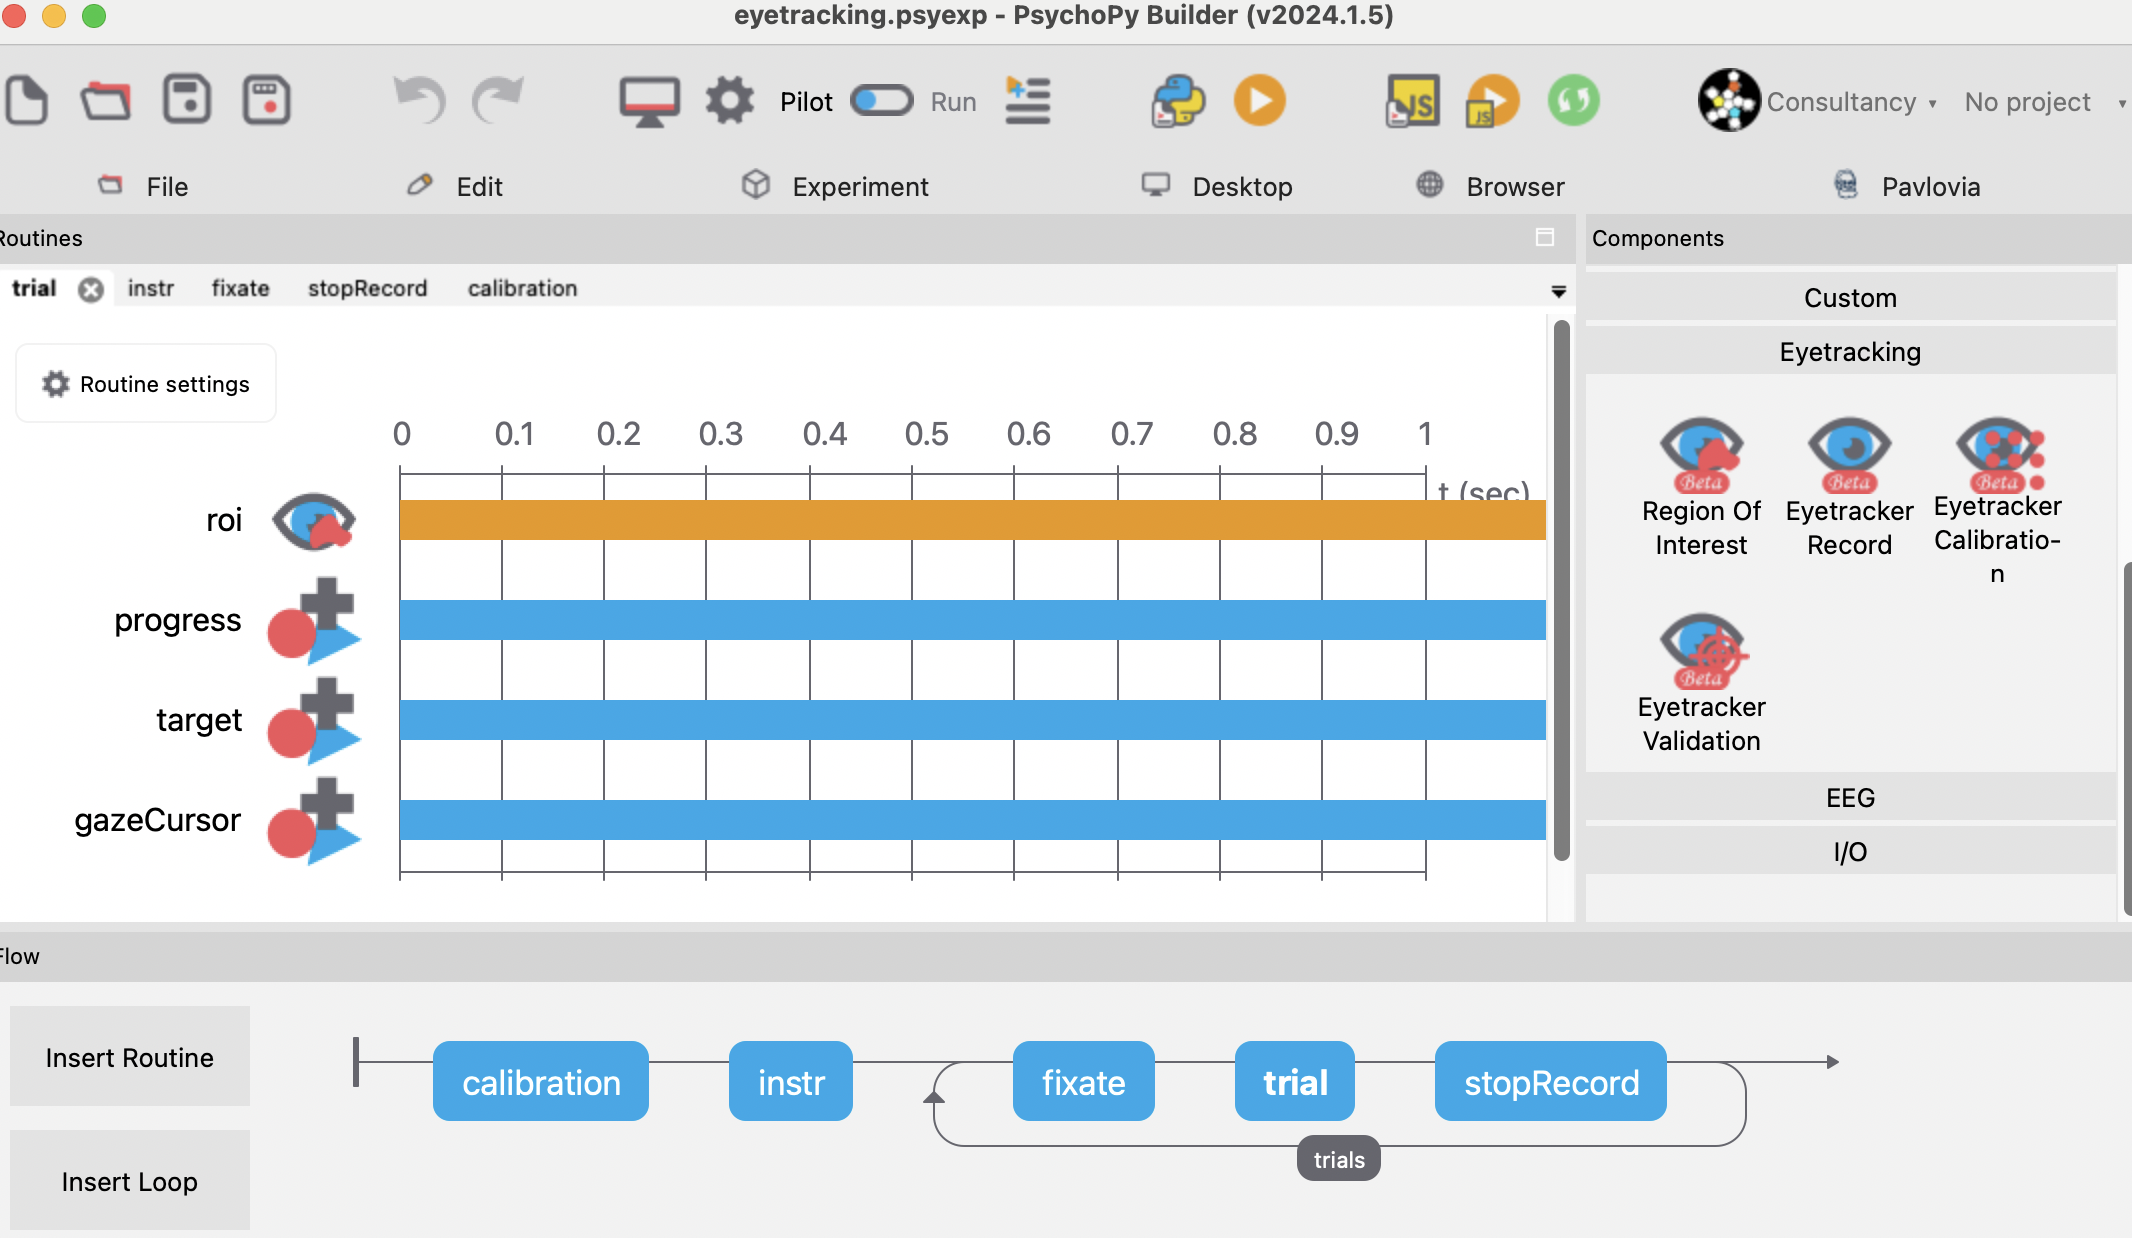 eyetracking.psyexp - PsychoPy Builder (v2024.1.5)
Pilot Run JS JS Consultancy No project
File Edit Experiment Desktop Browser Pavlovia
Routines Components
trial instr fixate stopRecord calibration
Custom
Eyetracking
Routine settings
0 0.1 0.2 0.3 0.4 0.5 0.6 0.7 0.8 0.9 1
t (sec)
roi
progress
target
gazeCursor
Beta Beta Beta
Region Of Interest
Eyetracker Record
Eyetracker Calibratio-
n
Beta
Eyetracker
Validation
EEG
I/O
Flow
Insert Routine
Insert Loop
calibration instr fixate trial stopRecord
trials